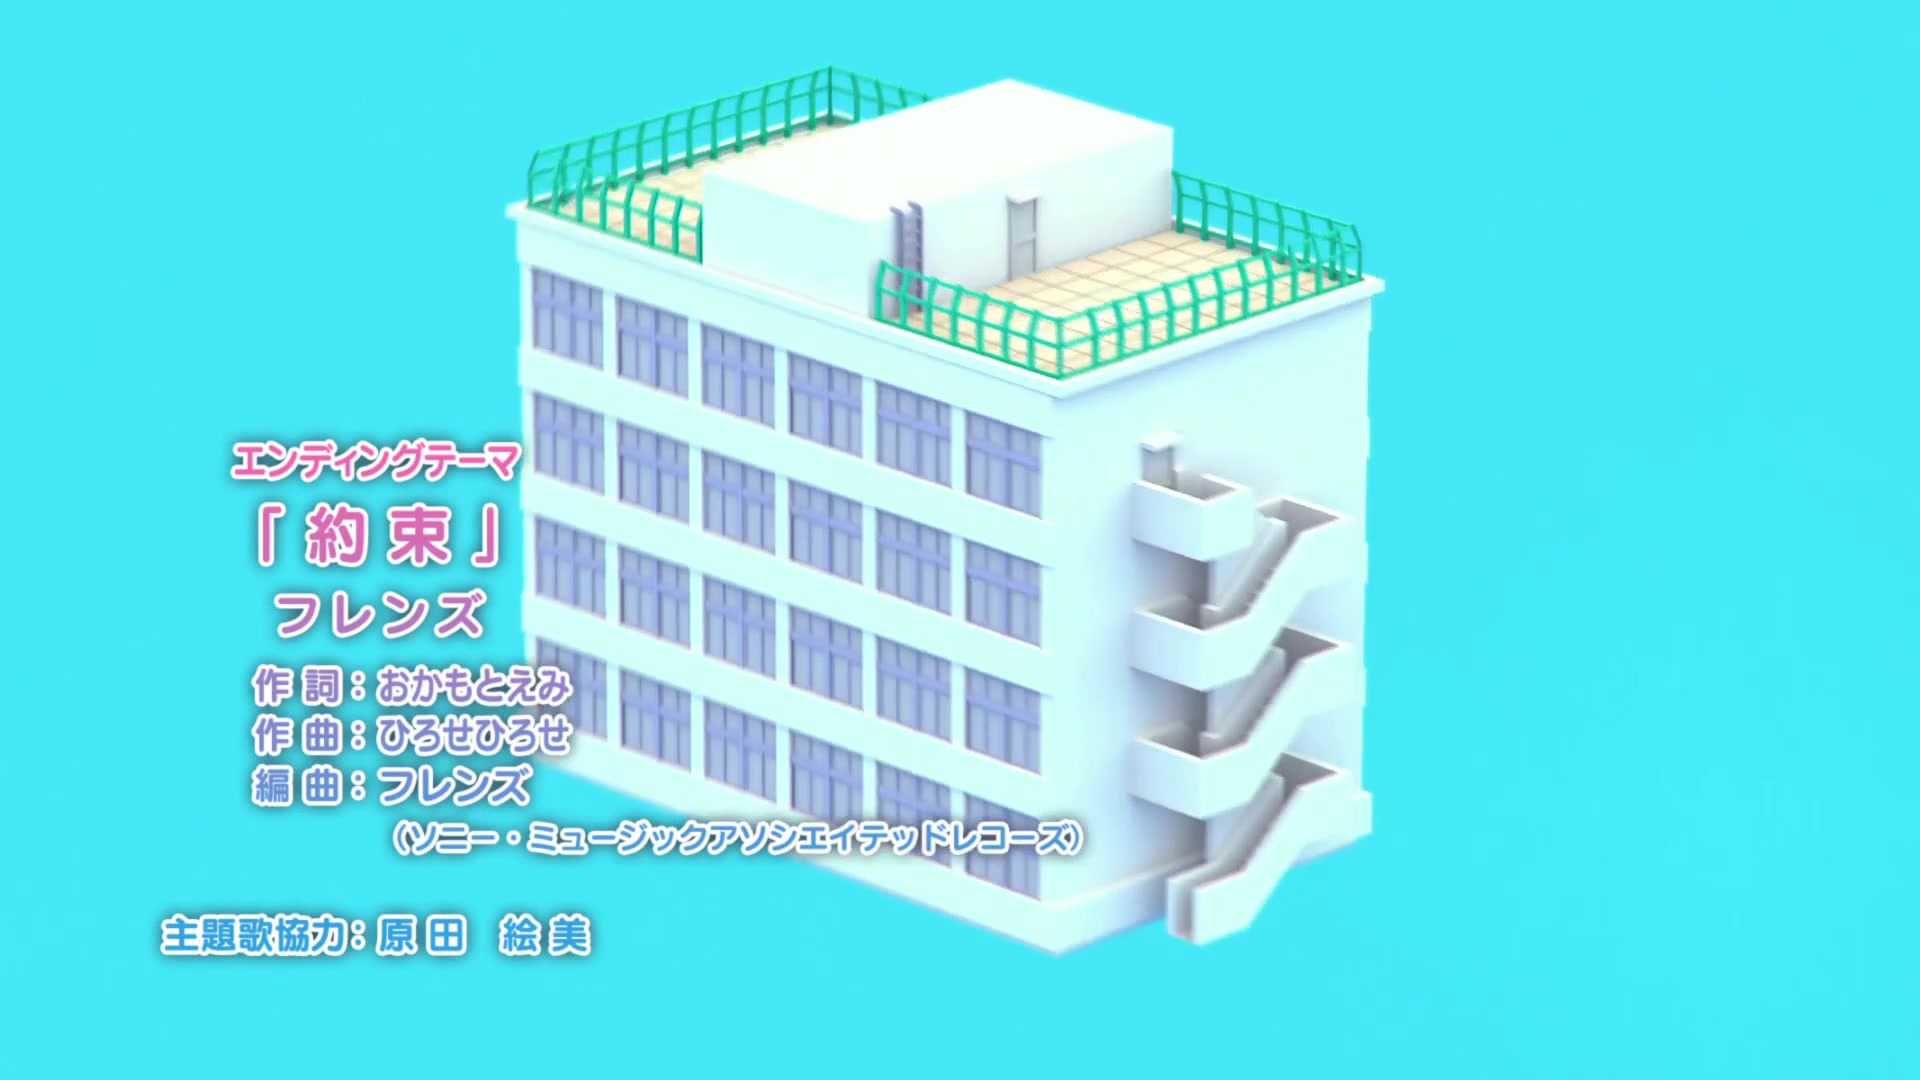 エンディングテーマ
「約束」
フレンズ
作詞：おかもとえみ
作曲：ひろせひろせ
編曲：フレンズ
（ソニー・ミュージックアソシエイテッドレコーズ）
主題歌協力：原田 絵美